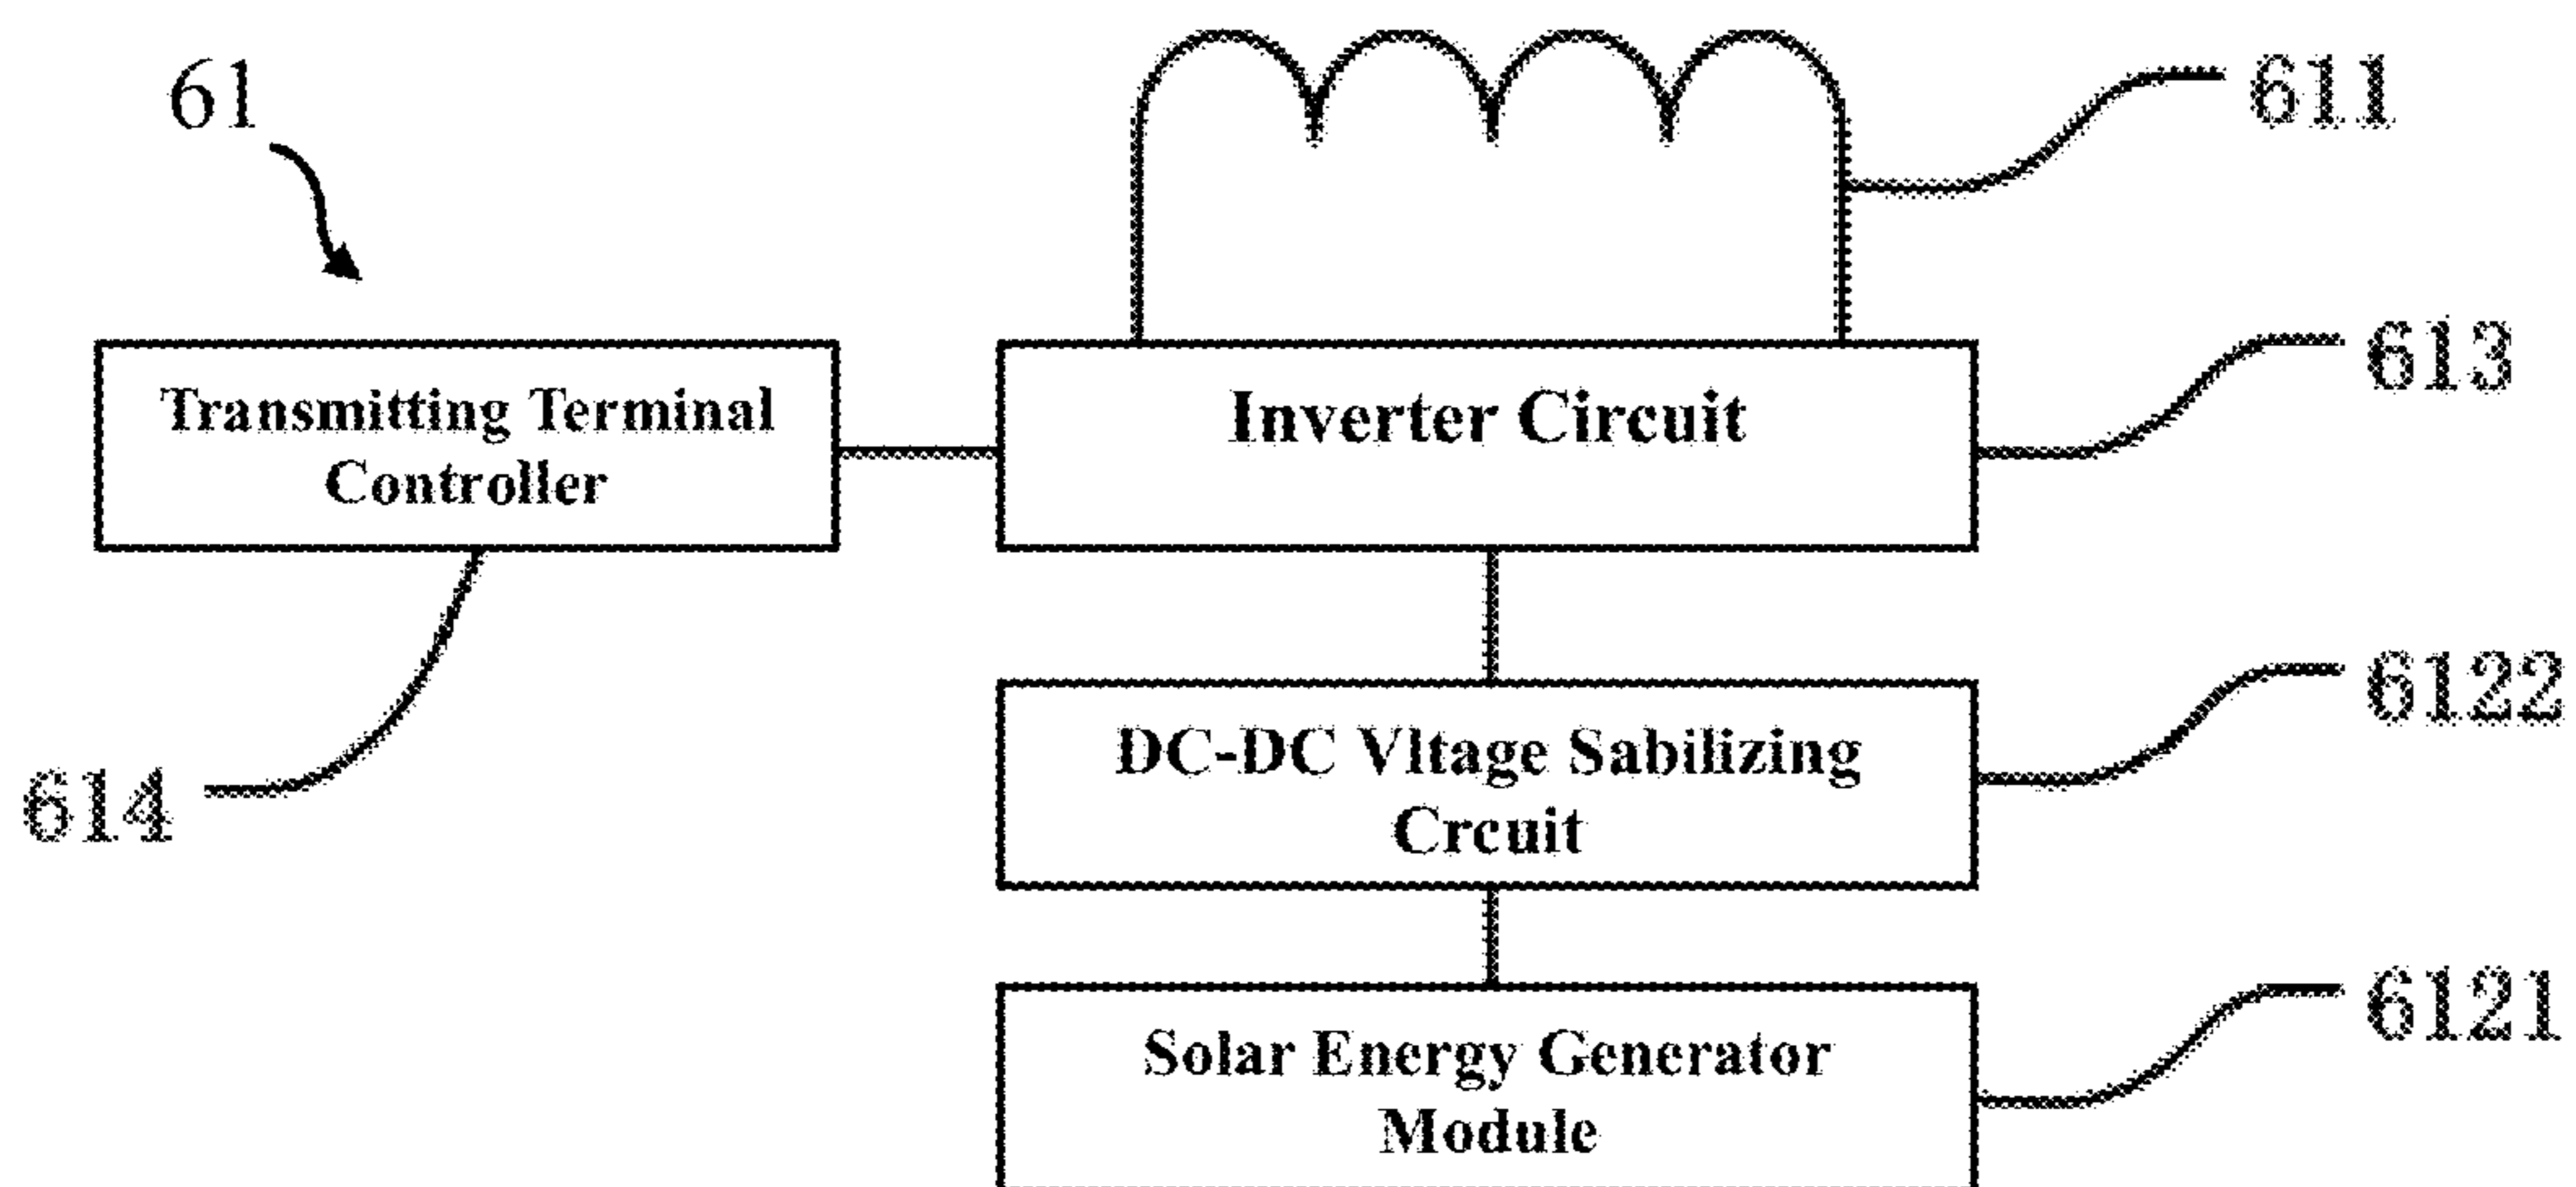 61
611
613
Transmitting Terminal
Controller
Inverter Circuit
614
6122
DC-DC Vltage Sabilizing
Crcuit
6121
Solar Energy Generator
Module